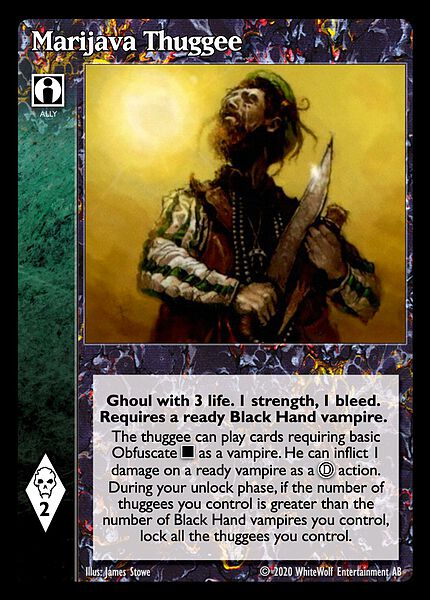 Marijava Thuggee
ALLY
Ghoul with 3 life. 1 strength, 1 bleed.
Requires a ready Black Hand vampire.
The thuggee can play cards requiring basic
Obfuscate ■ as a vampire. He can inflict 1
damage on a ready vampire as a Ⓓ action.
During your unlock phase, if the number of
thuggees you control is greater than the
number of Black Hand vampires you control,
lock all the thuggees you control.
2
Illus: James Stowe © 2020 WhiteWolf Entertainment AB